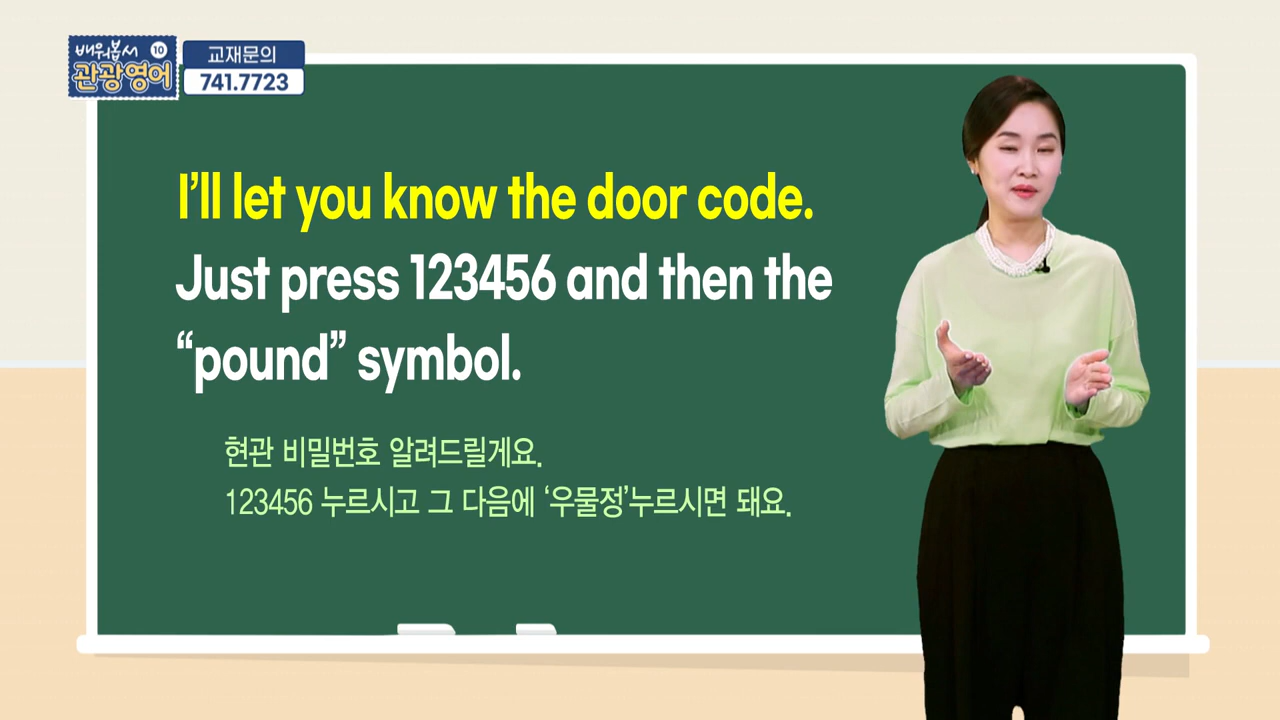 배워봅서 10
관광영어
교재문의
741.7723
I'll let you know the door code.
Just press 123456 and then the
“pound” symbol.
현관 비밀번호 알려드릴게요.
123456 누르시고 그 다음에 ‘우물정’누르시면 돼요.